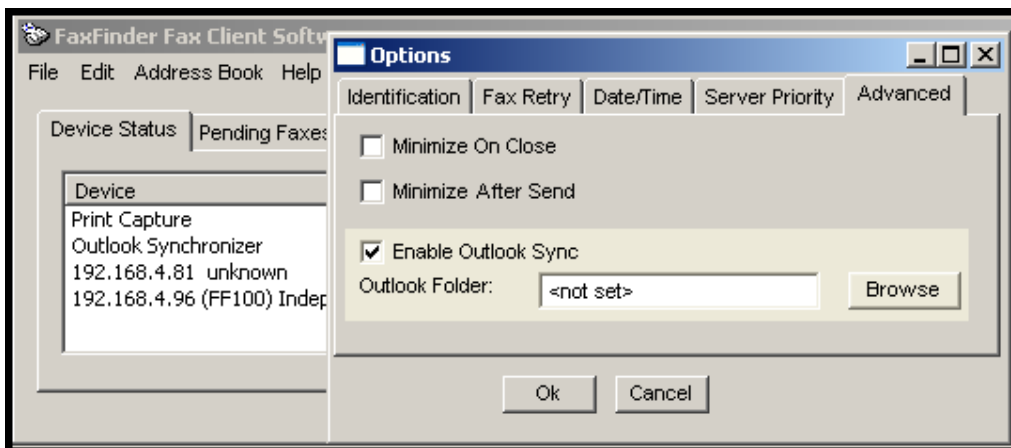 FaxFinder Fax Client Softw
File Edit Address Book Help
Device Status Pending Faxes
Device
Print Capture
Outlook Synchronizer
192.168.4.81 unknown
192.168.4.96 (FF100) Indep
Options
Identification Fax Retry Date/Time Server Priority Advanced
Minimize On Close
Minimize After Send
Enable Outlook Sync
Outlook Folder: <not set> Browse
Ok Cancel